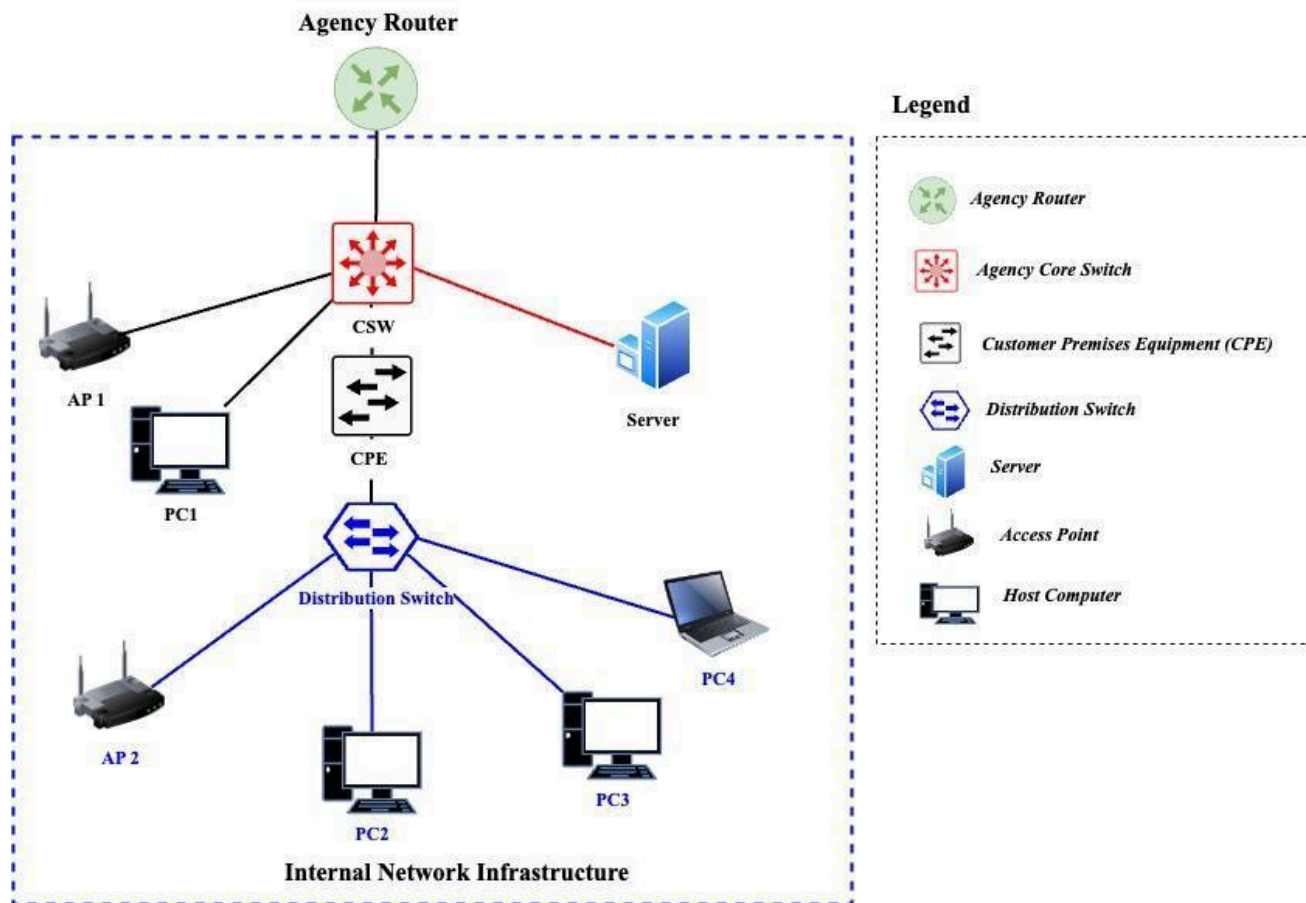 Agency Router
Legend
Agency Router
Agency Core Switch
CSW
Customer Premises Equipment (CPE)
AP 1
Server
Distribution Switch
CPE
Server
PC1
Access Point
Distribution Switch
Host Computer
PC4
AP 2
PC3
PC2
Internal Network Infrastructure